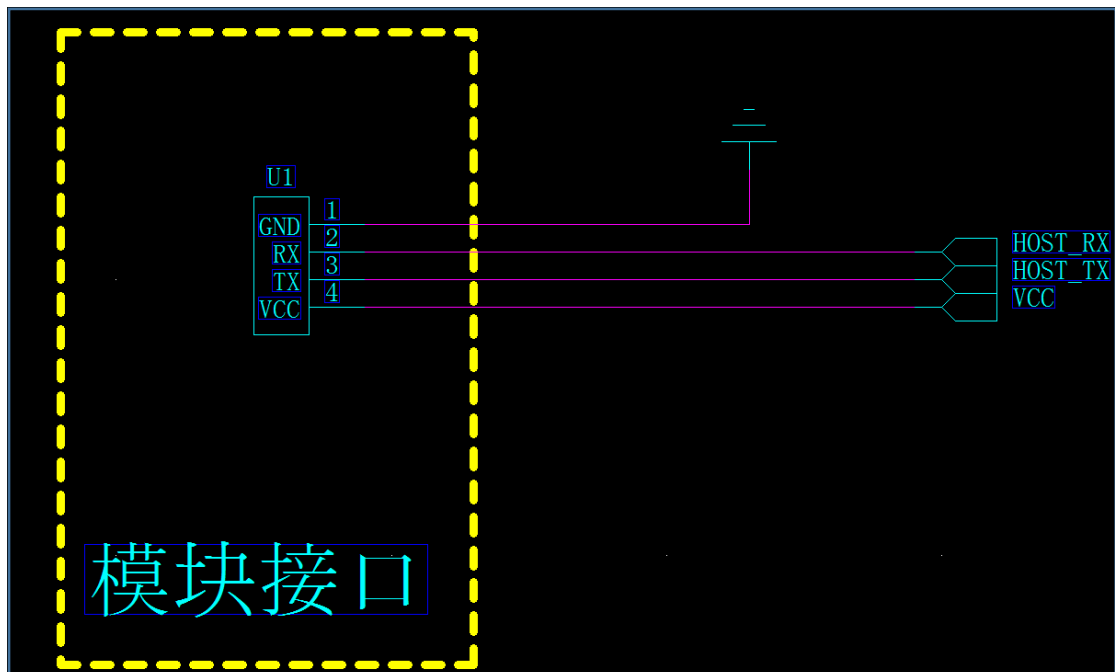 U1
GND 1
RX 2 HOST_RX
TX 3 HOST_TX
VCC 4 VCC
模块接口